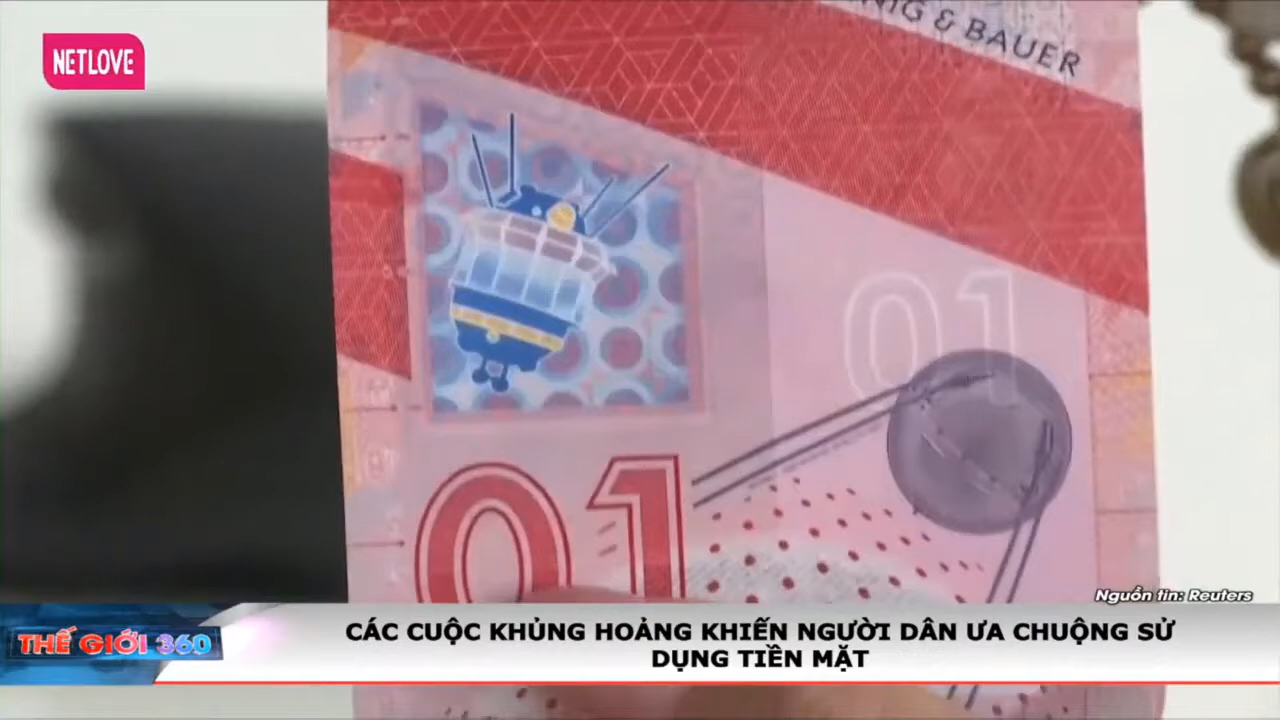 NETLOVE
& BAUER
01
01
Nguồn tin: Reuters
THẾ GIỚI 360
CÁC CUỘC KHỦNG HOẢNG KHIẾN NGƯỜI DÂN ƯA CHUỘNG SỬ
DỤNG TIỀN MẶT